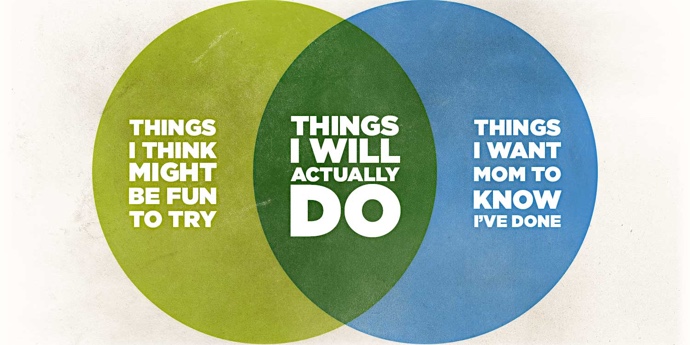 THINGS
I THINK
MIGHT
BE FUN
TO TRY
THINGS
I WILL
ACTUALLY
DO
THINGS
I WANT
MOM TO
KNOW
I'VE DONE